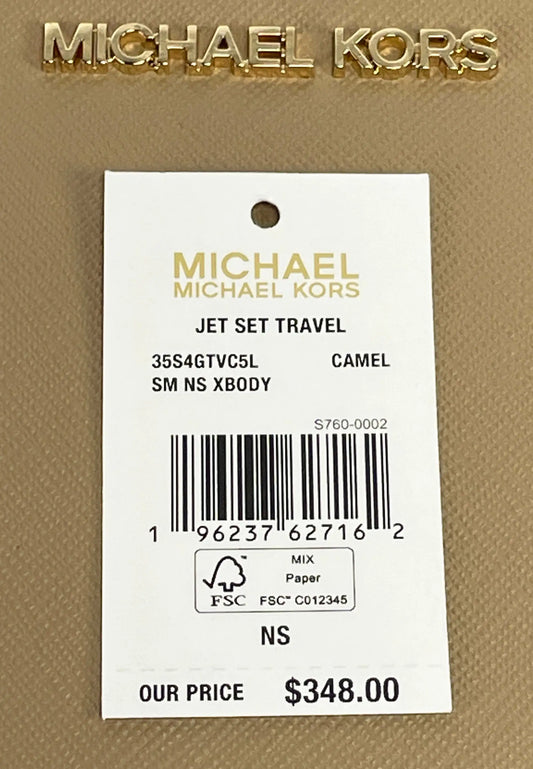 MICHAEL KORS
MICHAEL
MICHAEL KORS
JET SET TRAVEL
35S4GTVC5L CAMEL
SM NS XBODY
S760-0002
1 96237 62716 2
MIX
Paper
FSC™ FSC™ C012345
NS
OUR PRICE $348.00